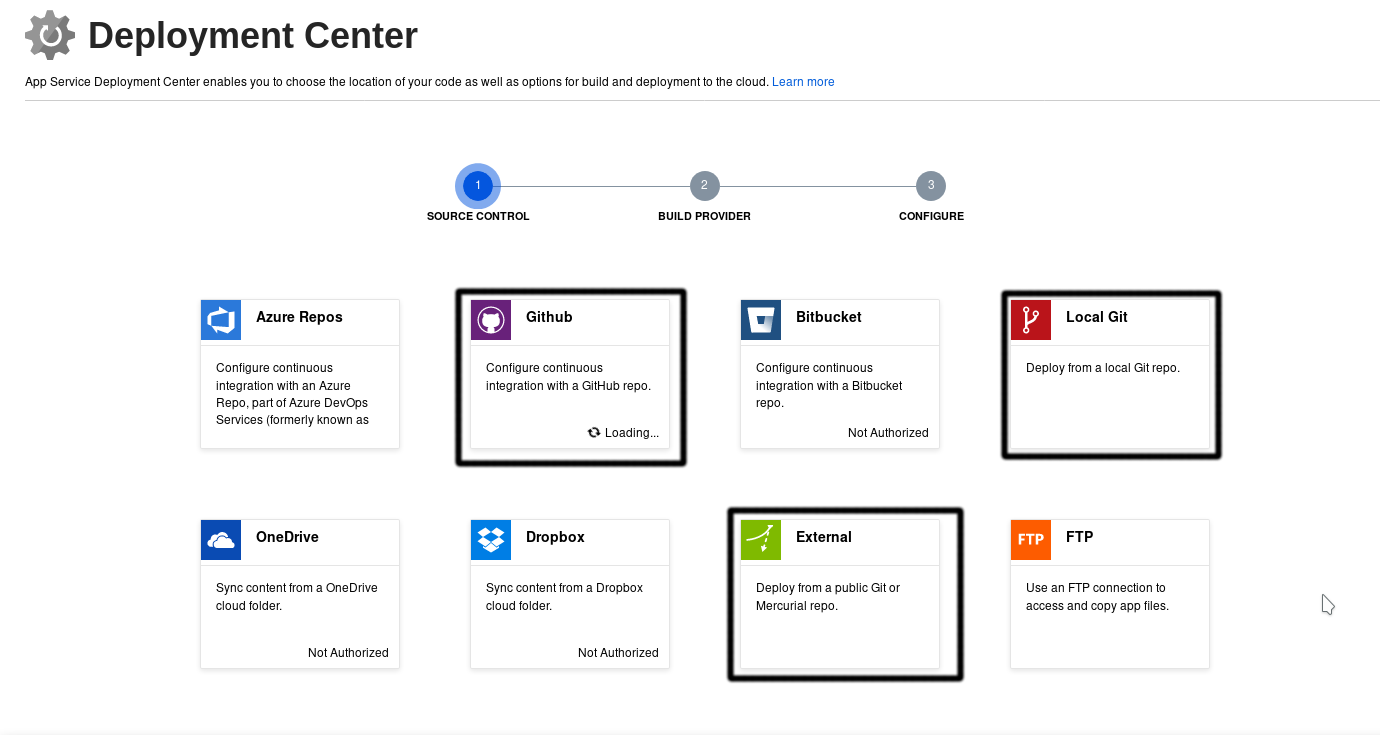 Deployment Center
App Service Deployment Center enables you to choose the location of your code as well as options for build and deployment to the cloud. Learn more
1
2
3
SOURCE CONTROL
BUILD PROVIDER
CONFIGURE
Azure Repos
Configure continuous
integration with an Azure
Repo, part of Azure DevOps
Services (formerly known as
Github
Configure continuous
integration with a GitHub repo.
Loading...
Bitbucket
Configure continuous
integration with a Bitbucket
repo.
Not Authorized
Local Git
Deploy from a local Git repo.
OneDrive
Sync content from a OneDrive
cloud folder.
Not Authorized
Dropbox
Sync content from a Dropbox
cloud folder.
Not Authorized
External
Deploy from a public Git or
Mercurial repo.
FTP
FTP
Use an FTP connection to
access and copy app files.